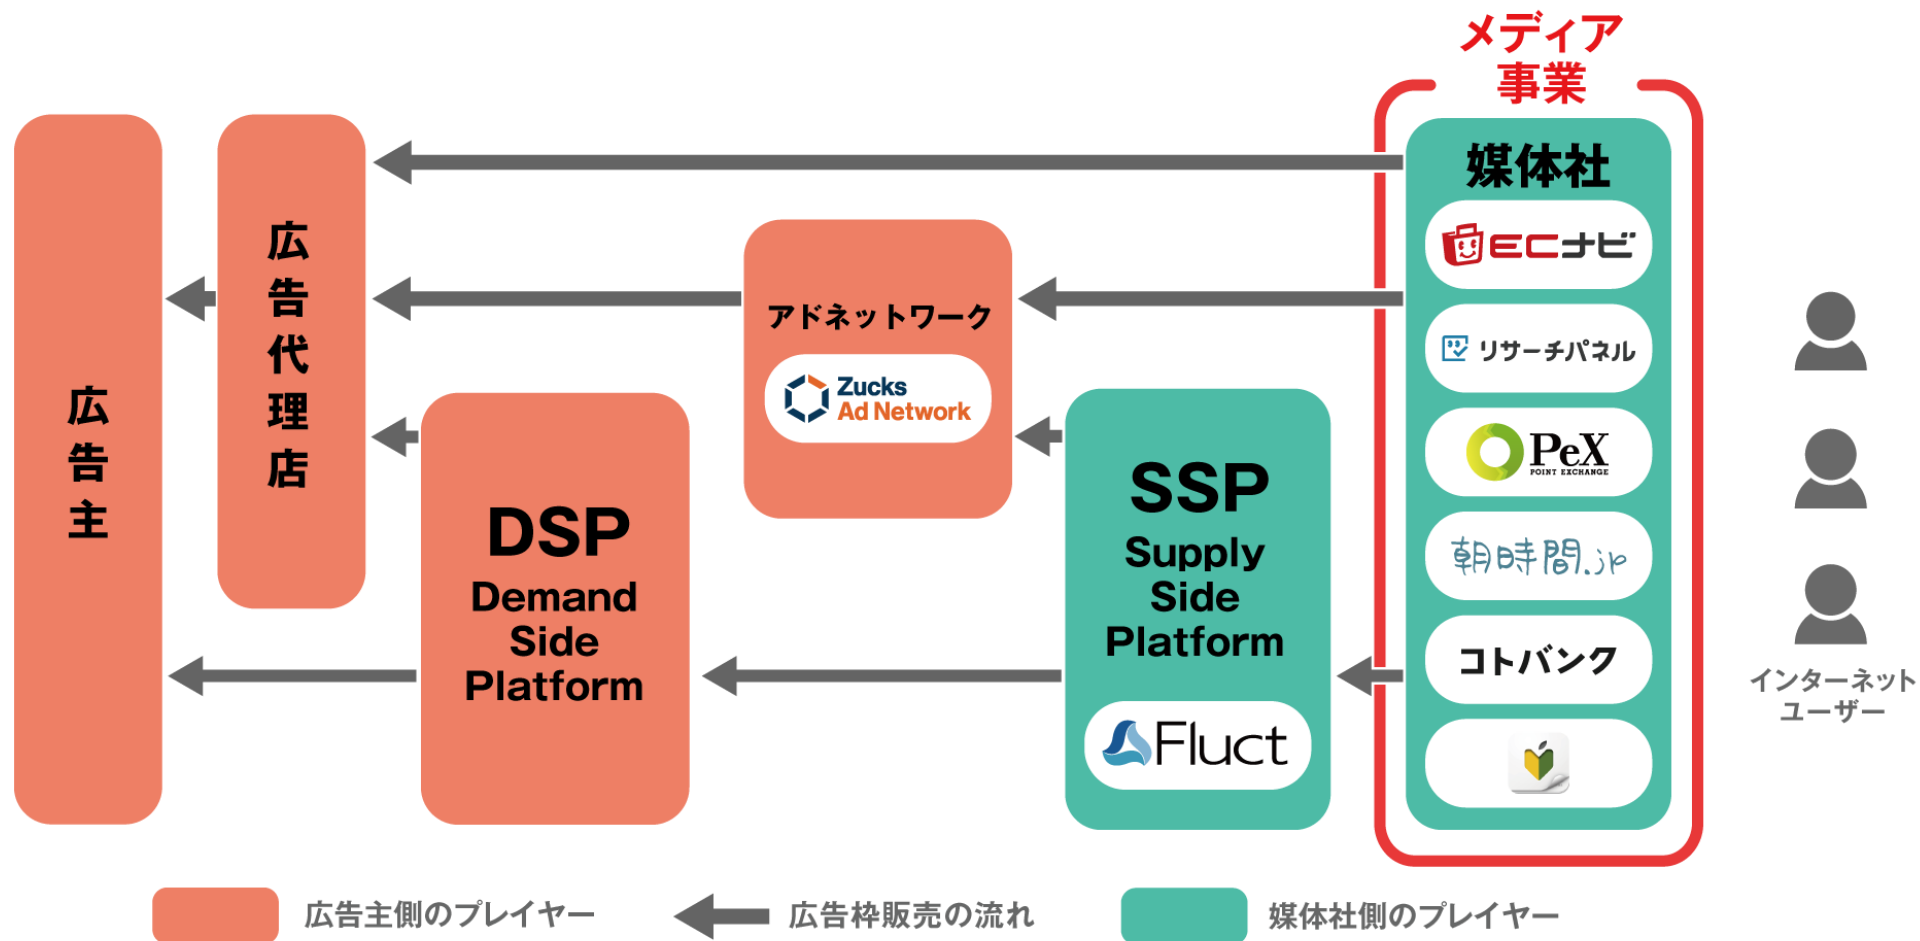 メディア
事業
広告主
広告代理店
アドネットワーク
Zucks
Ad Network
DSP
Demand
Side
Platform
SSP
Supply
Side
Platform
Fluct
媒体社
ECナビ
リサーチパネル
PeX
POINT EXCHANGE
朝時間.jp
コトバンク
インターネット
ユーザー
広告主側のプレイヤー
広告枠販売の流れ
媒体社側のプレイヤー